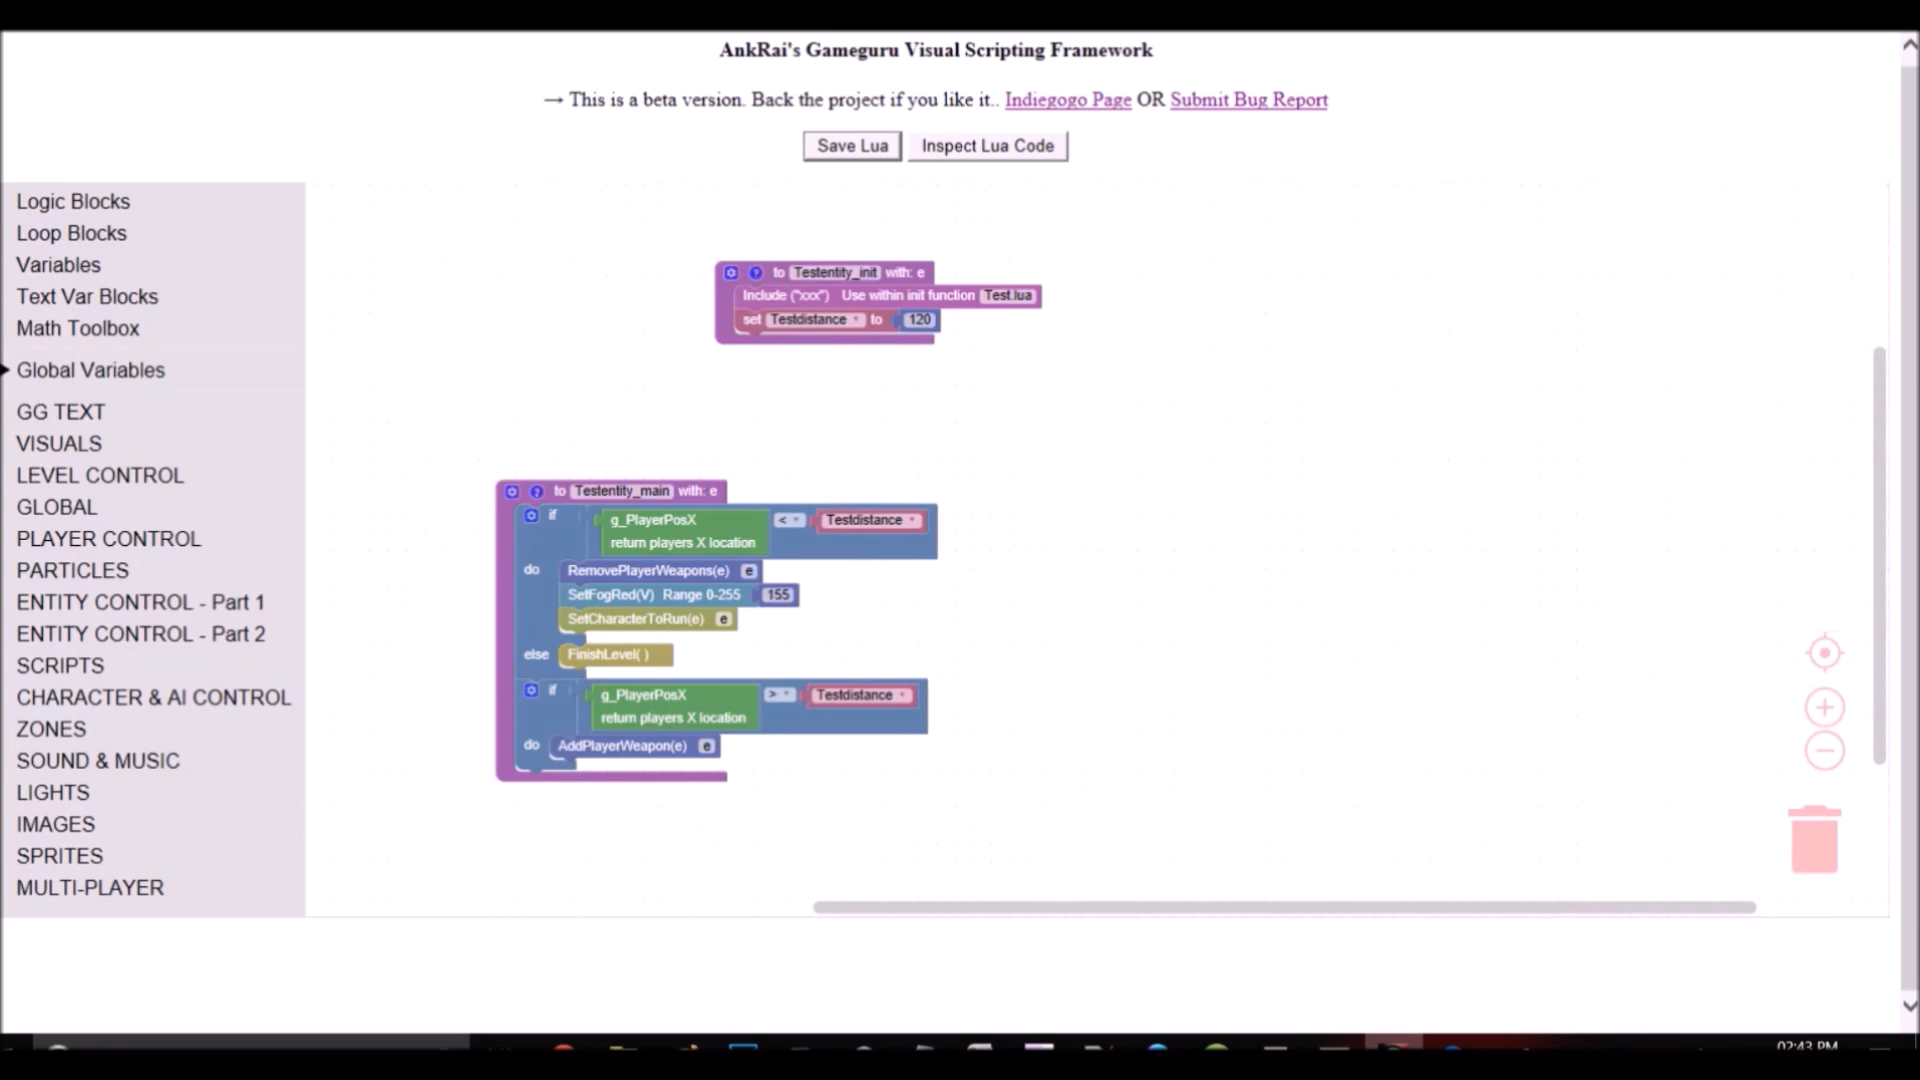 AnkRai's Gameguru Visual Scripting Framework
→ This is a beta version. Back the project if you like it.. Indiegogo Page OR Submit Bug Report
Save Lua Inspect Lua Code
Logic Blocks
Loop Blocks
Variables
Text Var Blocks
Math Toolbox
Global Variables
GG TEXT
VISUALS
LEVEL CONTROL
GLOBAL
PLAYER CONTROL
PARTICLES
ENTITY CONTROL - Part 1
ENTITY CONTROL - Part 2
SCRIPTS
CHARACTER & AI CONTROL
ZONES
SOUND & MUSIC
LIGHTS
IMAGES
SPRITES
MULTI-PLAYER
to Testentity_init with: e
Include ("xxx") Use within init function Test.lua
set Testdistance to 120
to Testentity_main with: e
if g_PlayerPosX < Testdistance
return players X location
do RemovePlayerWeapons(e) e
SetFogRed(V) Range 0-255 155
SetCharacterToRun(e) e
else FinishLevel( )
if g_PlayerPosX > Testdistance
return players X location
do AddPlayerWeapon(e) e
02:43 PM